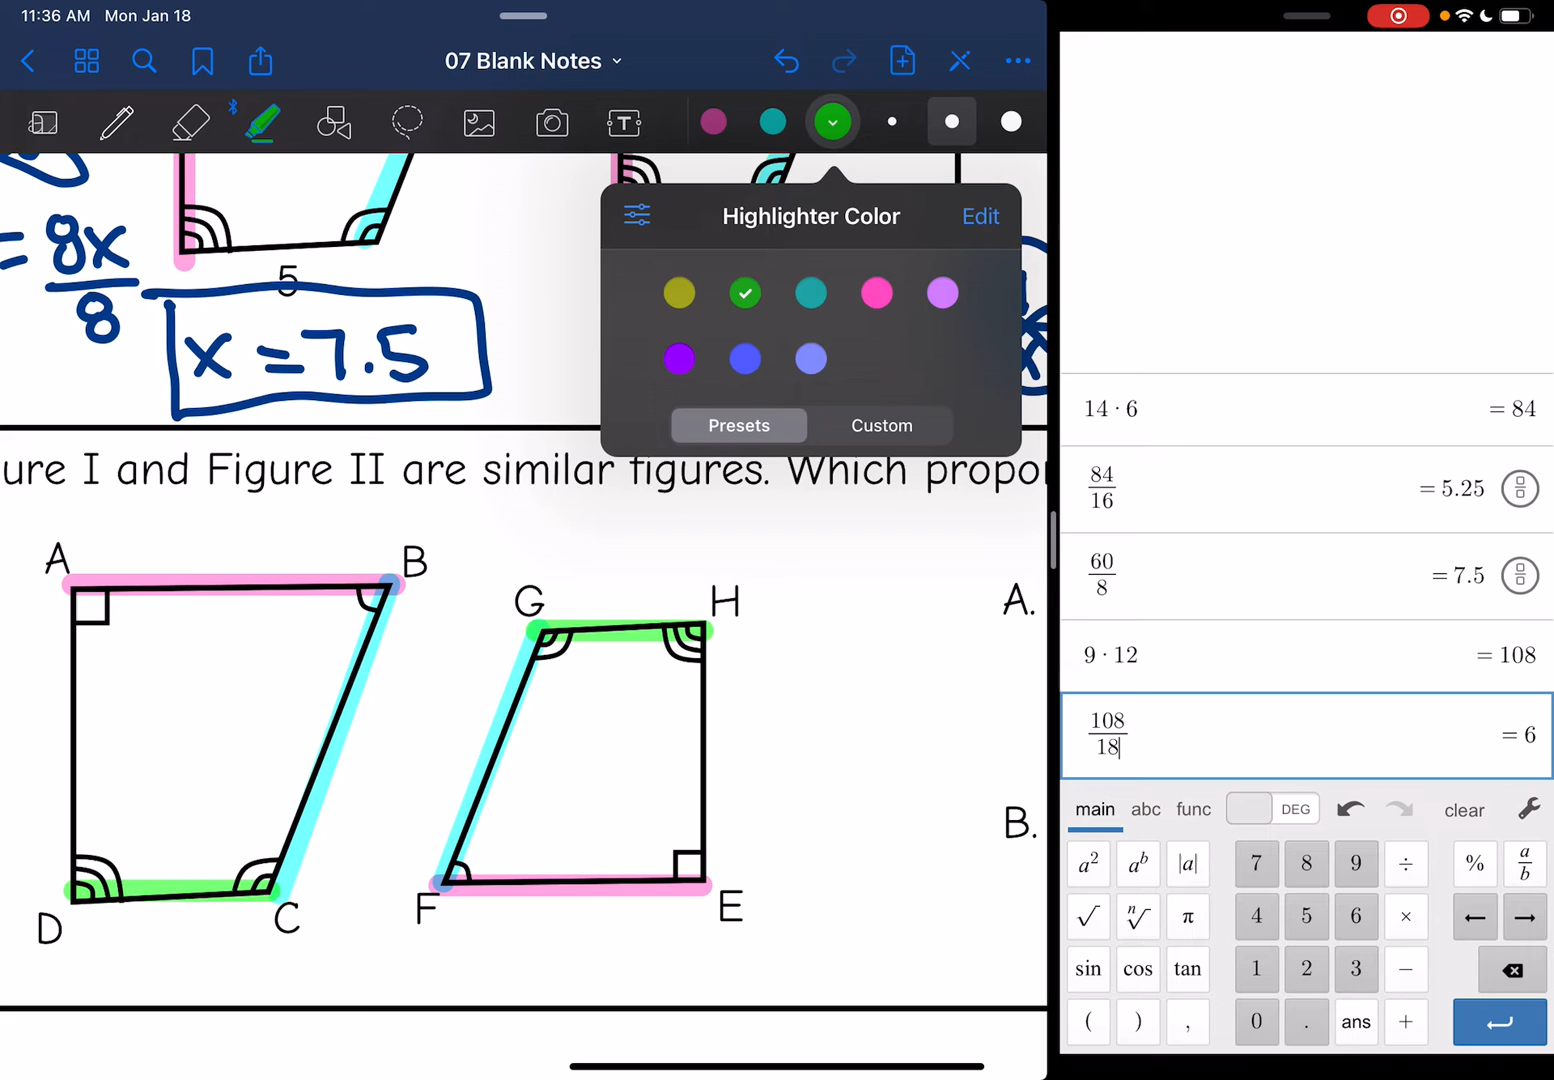 11:36 AM Mon Jan 18
07 Blank Notes
T
Highlighter Color
Edit
Presets
Custom
= 8x
8
5
x = 7.5
ure I and Figure II are similar figures. Which propo
A
B
G
H
A.
B.
D
C
F
E
14 · 6 = 84
84
16
= 5.25
60
8
= 7.5
9 · 12 = 108
108
18
= 6
main abc func DEG clear
a² aᵇ |a| 7 8 9 ÷ % a/b
√ ⁿ√ π 4 5 6 × ← →
sin cos tan 1 2 3 −
( ) , 0 . ans +